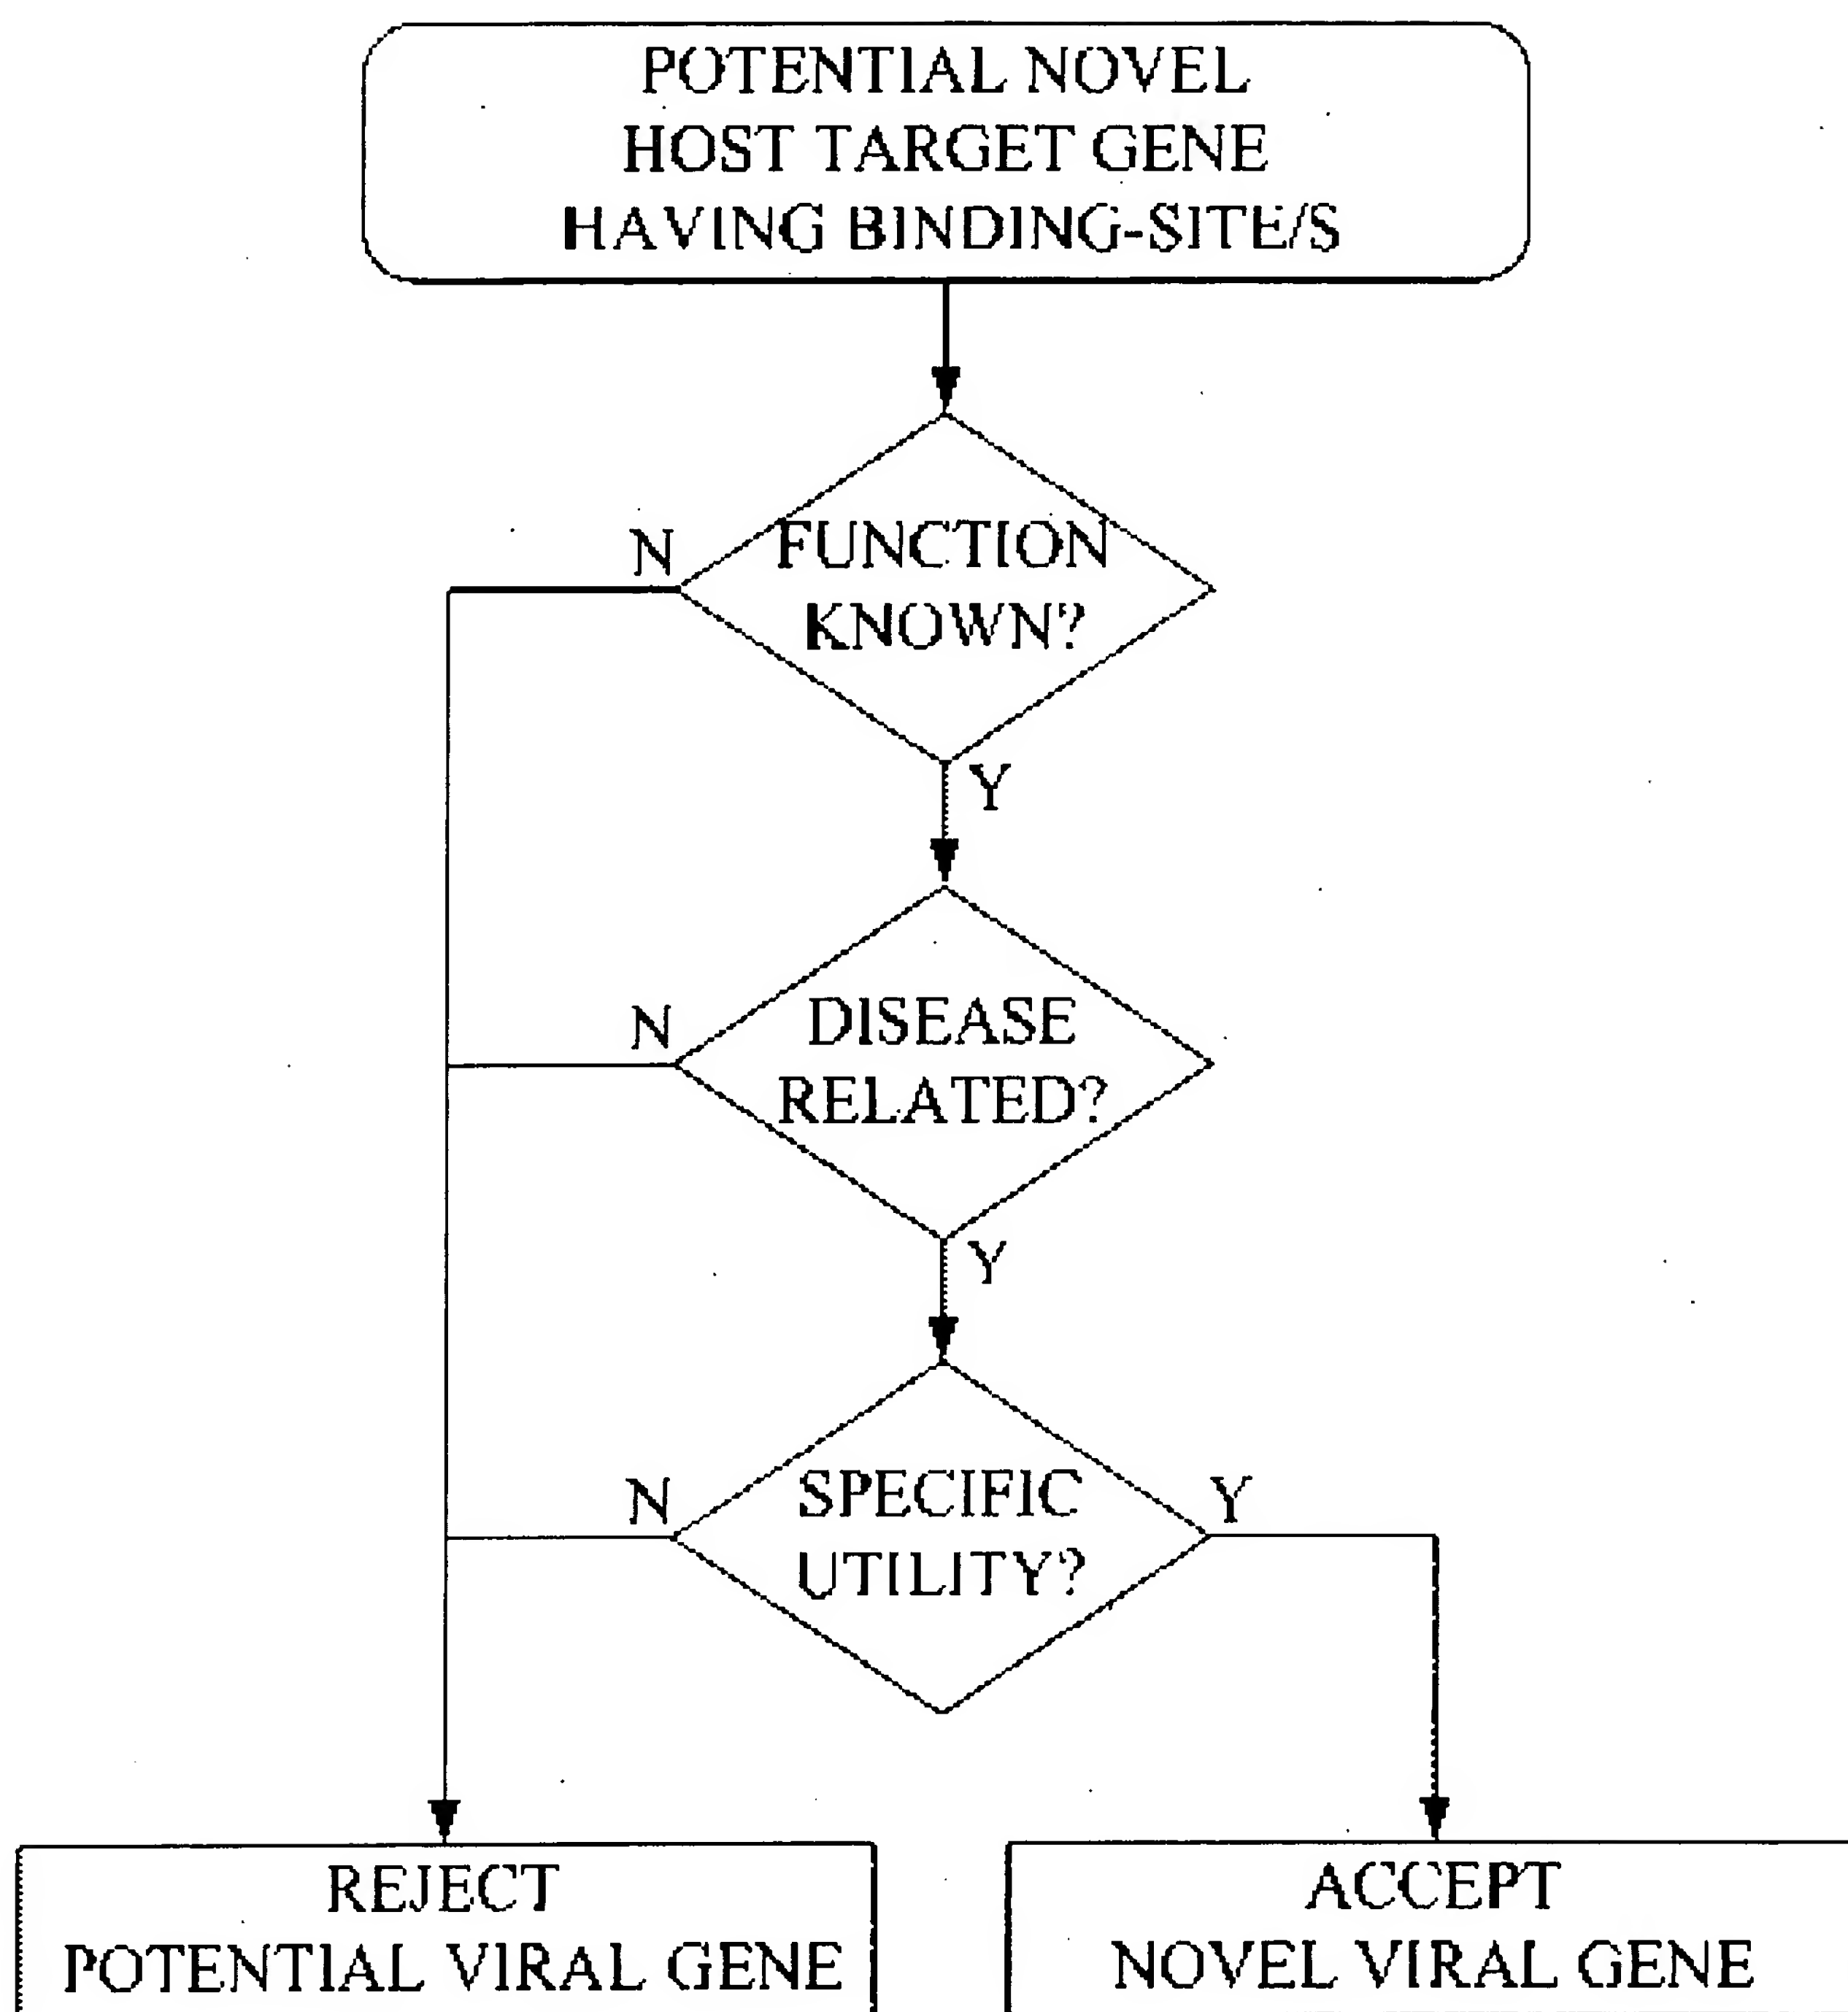 POTENTIAL NOVEL
HOST TARGET GENE
HAVING BINDING-SITE/S
N
FUNCTION
KNOWN?
Y
N
DISEASE
RELATED?
Y
N
SPECIFIC
UTILITY?
Y
REJECT
POTENTIAL VIRAL GENE
ACCEPT
NOVEL VIRAL GENE